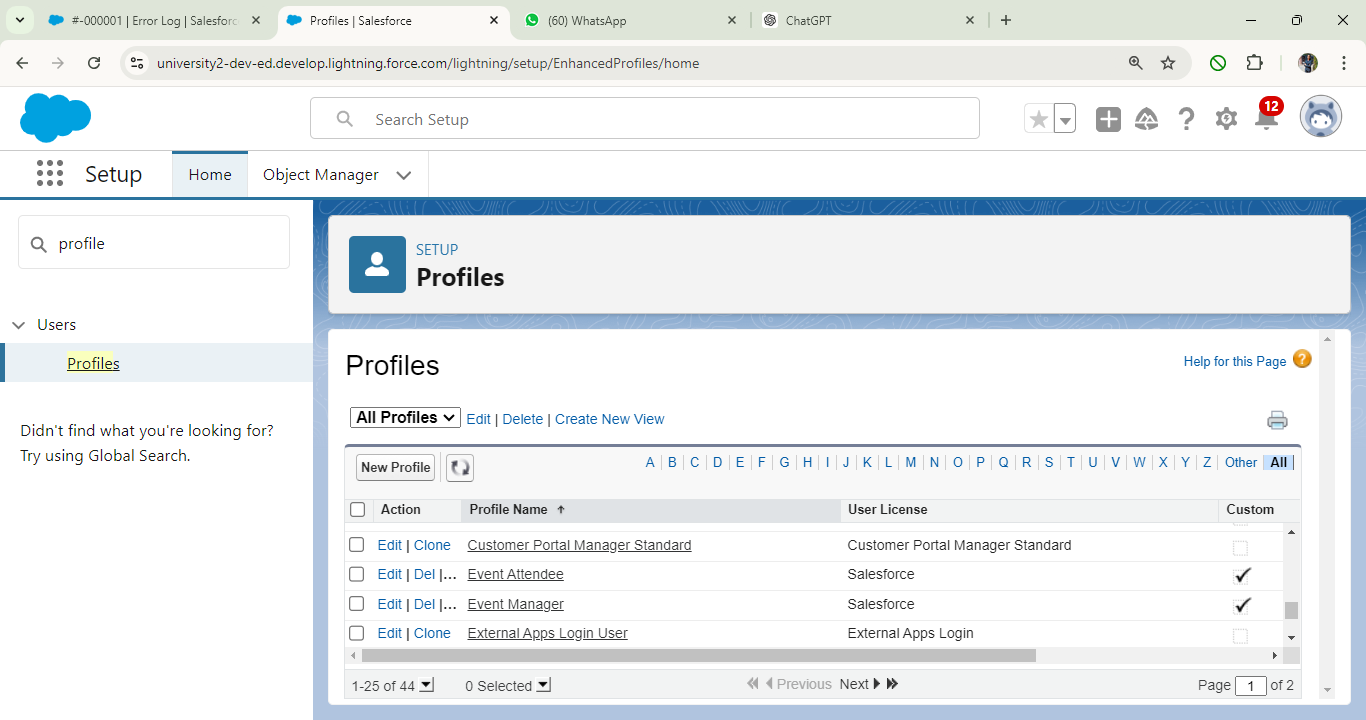 #-000001 | Error Log | Salesforc
Profiles | Salesforce
(60) WhatsApp
ChatGPT
university2-dev-ed.develop.lightning.force.com/lightning/setup/EnhancedProfiles/home
Search Setup
12
Setup
Home
Object Manager
profile
Users
Profiles
Didn't find what you're looking for?
Try using Global Search.
SETUP
Profiles
Profiles
Help for this Page ?
All Profiles Edit | Delete | Create New View
New Profile
A B C D E F G H I J K L M N O P Q R S T U V W X Y Z Other All
Action Profile Name User License Custom
Edit | Clone Customer Portal Manager Standard Customer Portal Manager Standard
Edit | Del |... Event Attendee Salesforce
Edit | Del |... Event Manager Salesforce
Edit | Clone External Apps Login User External Apps Login
1-25 of 44 0 Selected Previous Next Page 1 of 2